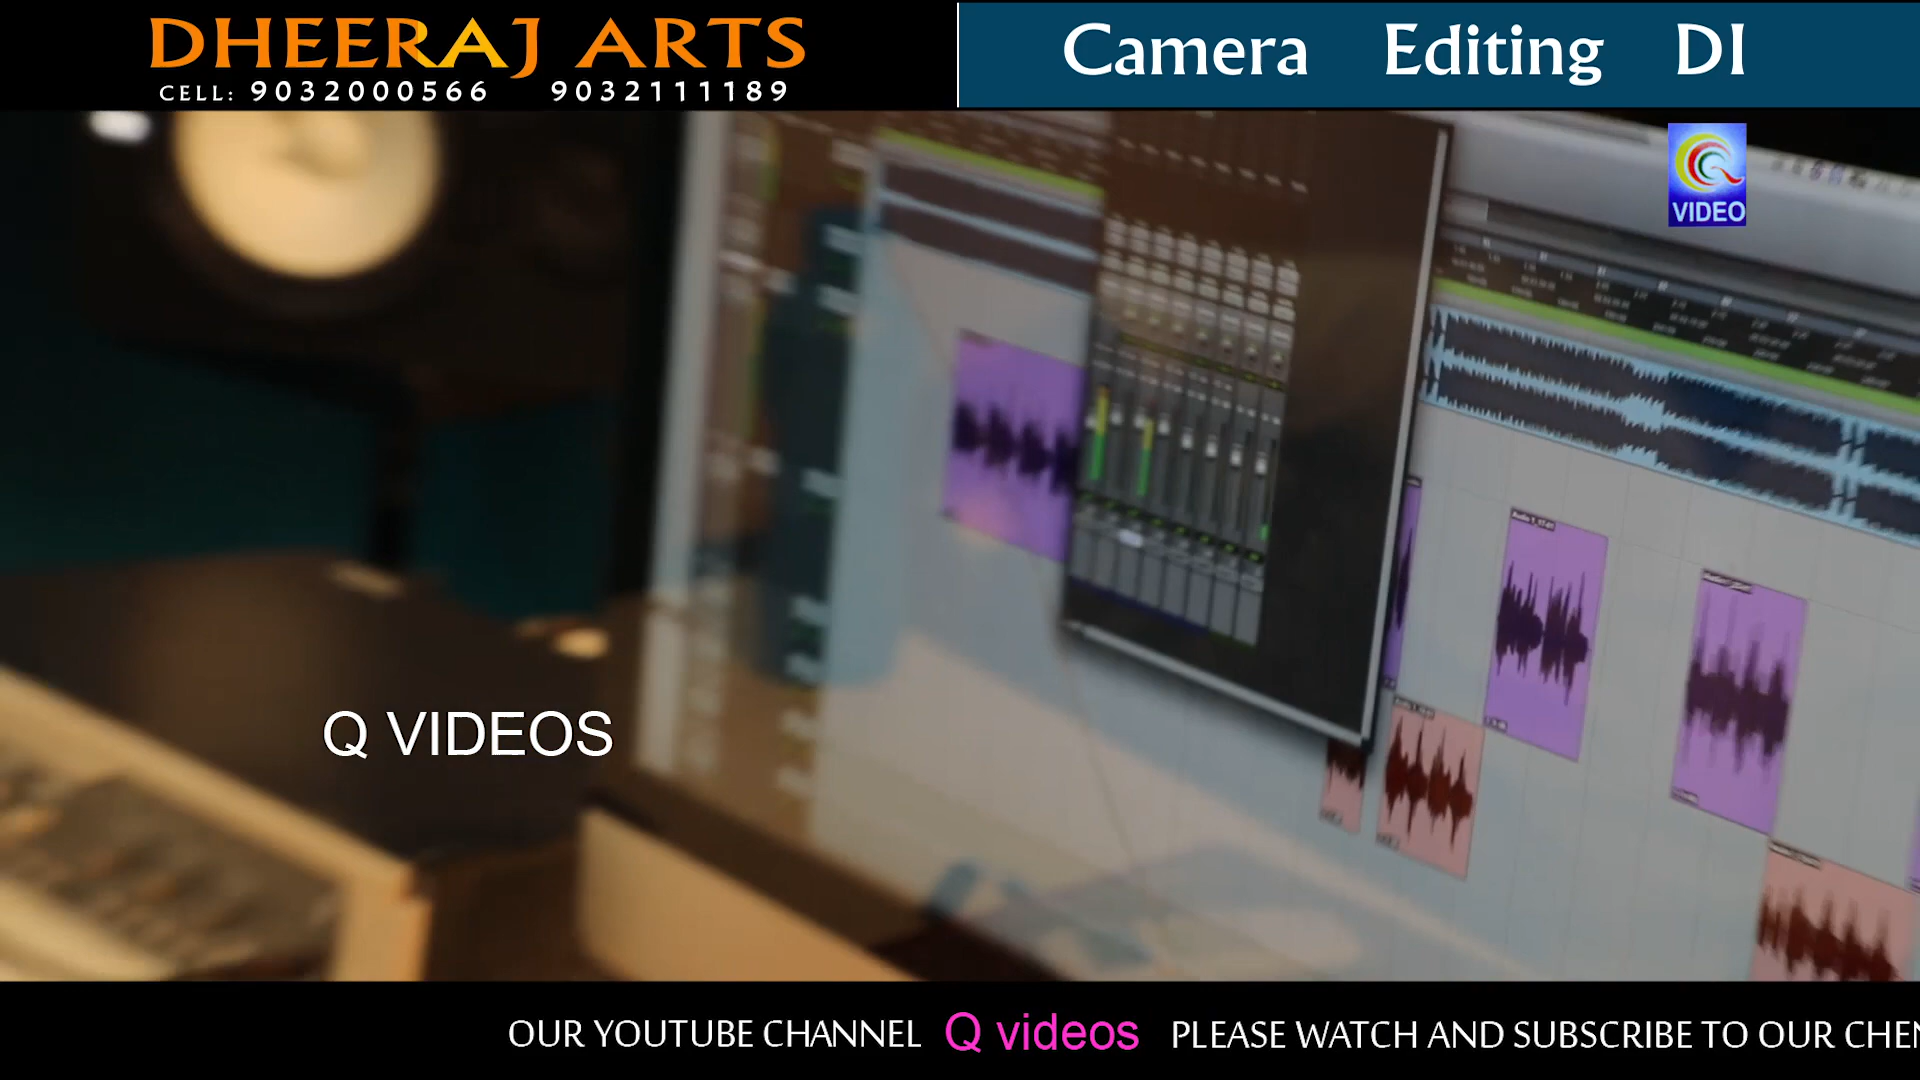 DHEERAJ ARTS
CELL: 9032000566 9032111189
Camera Editing DI
VIDEO
Q VIDEOS
OUR YOUTUBE CHANNEL Q videos PLEASE WATCH AND SUBSCRIBE TO OUR CHEN